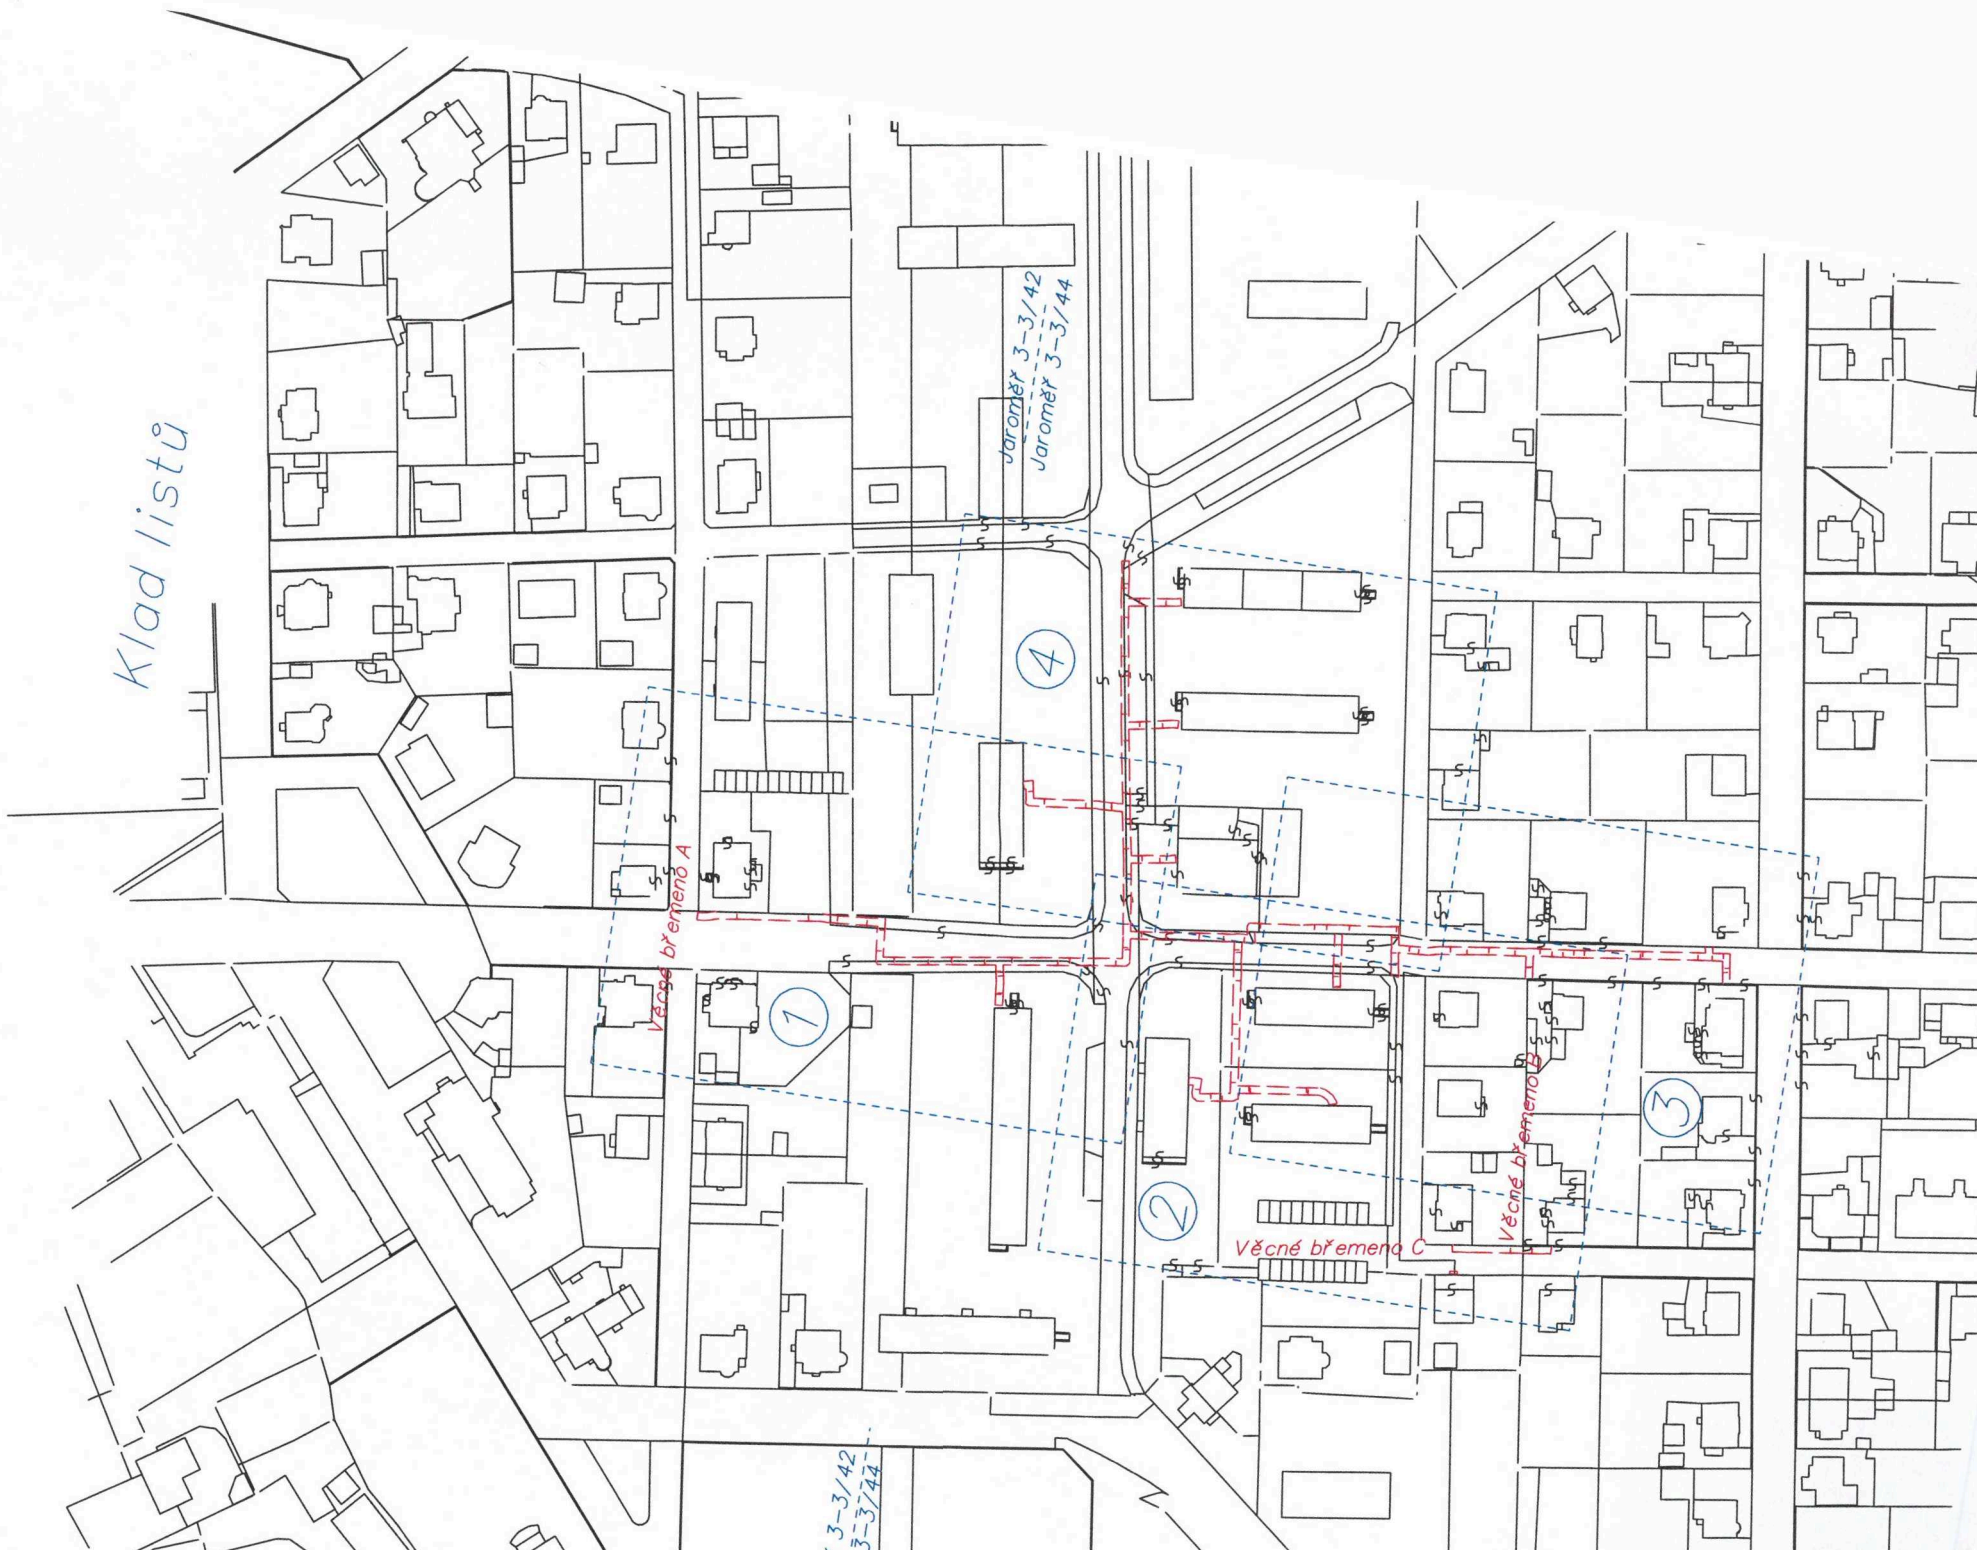 Klad listů
Jaroměř 3-3/42
Jaroměř 3-3/44
4
Věcné břemeno A
1
3
Věcné břemeno B
2
Věcné břemeno C
3-3/42
3-3/44